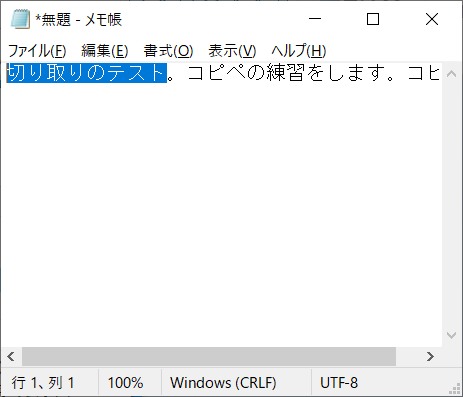 *無題 - メモ帳
ファイル(F) 編集(E) 書式(O) 表示(V) ヘルプ(H)
切り取りのテスト。コピペの練習をします。コピ
行 1、列 1 100% Windows (CRLF) UTF-8